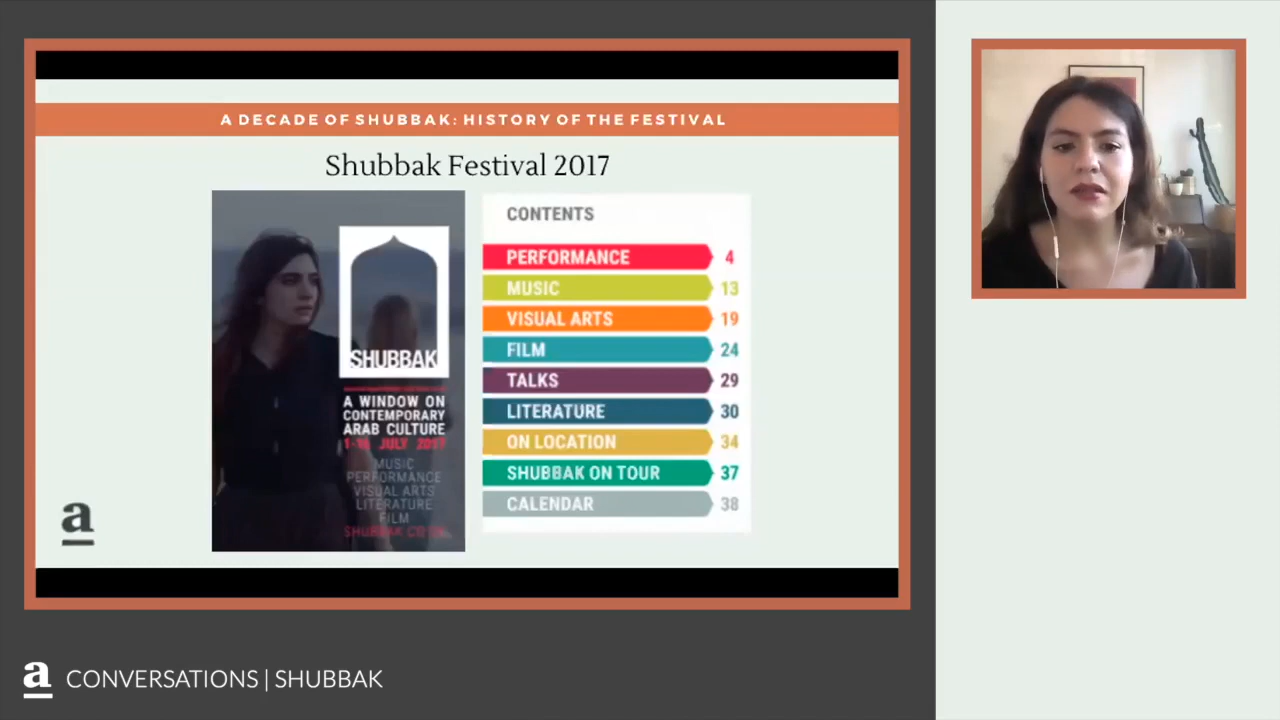 A DECADE OF SHUBBAK: HISTORY OF THE FESTIVAL
Shubbak Festival 2017
SHUBBAK
A WINDOW ON
CONTEMPORARY
ARAB CULTURE
JULY 2017
MUSIC
PERFORMANCE
VISUAL ARTS
LITERATURE
FILM
CONTENTS
PERFORMANCE 4
MUSIC 13
VISUAL ARTS 19
FILM 24
TALKS 29
LITERATURE 30
ON LOCATION 34
SHUBBAK ON TOUR 37
CALENDAR 38
a
a CONVERSATIONS | SHUBBAK